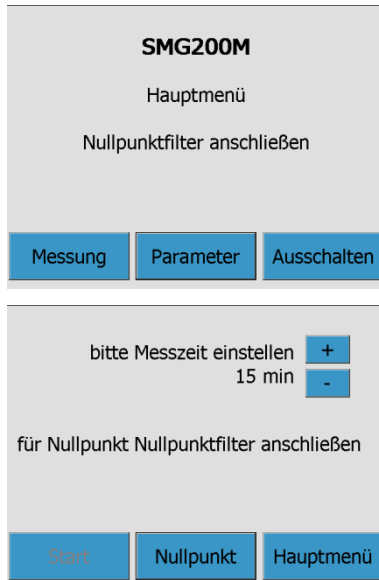 SMG200M
Hauptmenü
Nullpunktfilter anschließen
Messung Parameter Ausschalten
bitte Messzeit einstellen +
15 min -
für Nullpunkt Nullpunktfilter anschließen
Start Nullpunkt Hauptmenü